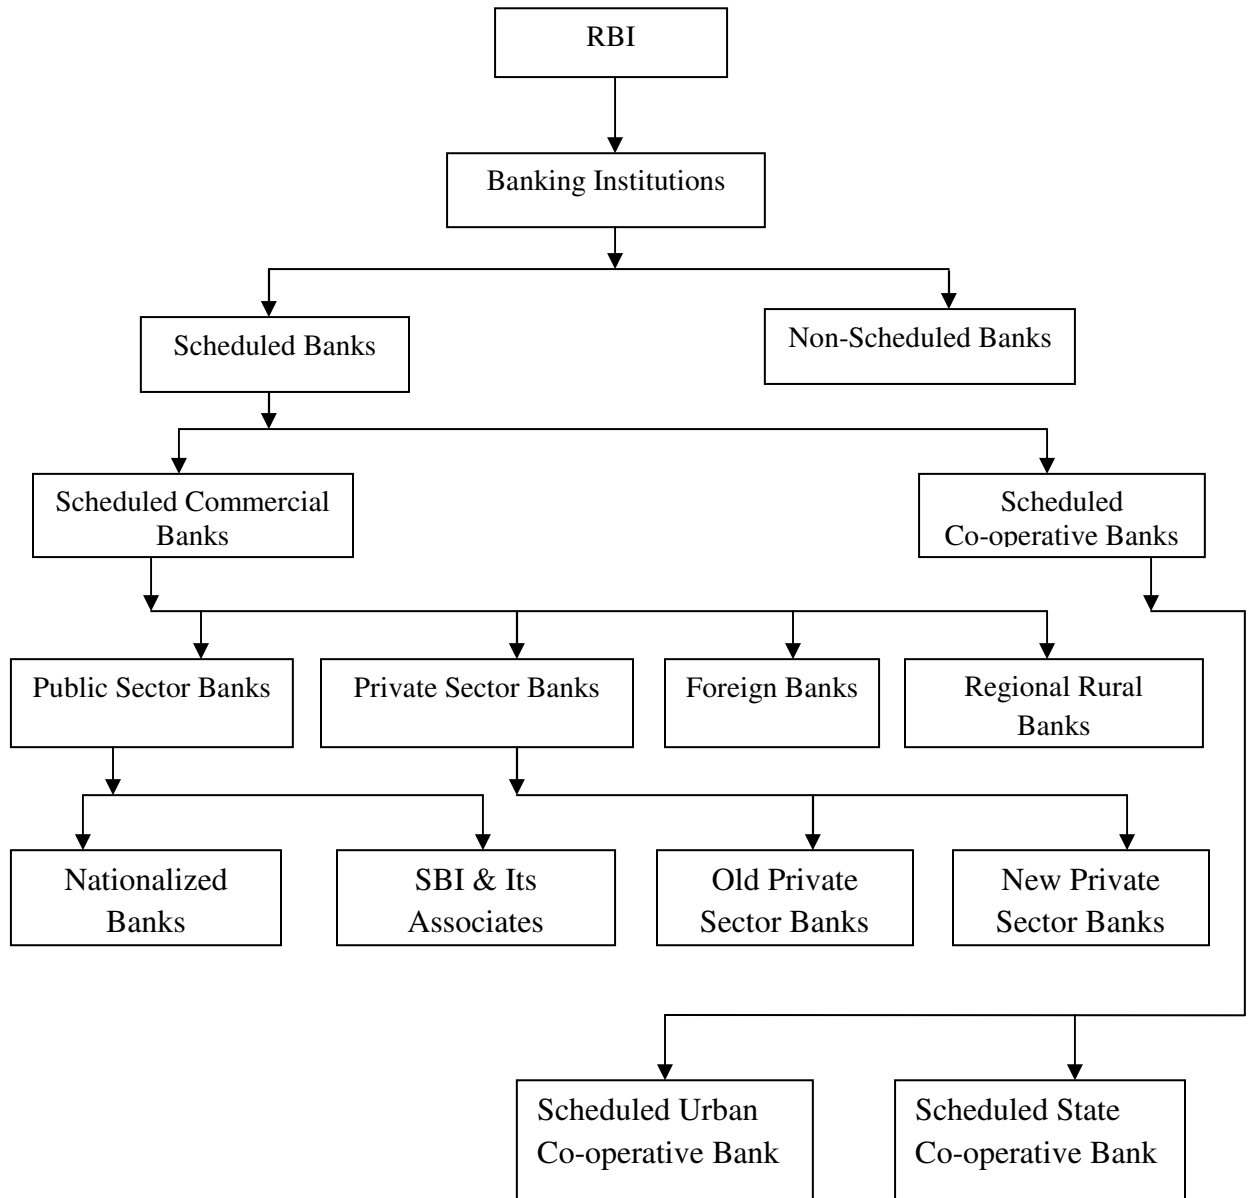 RBI
Banking Institutions
Scheduled Banks
Non-Scheduled Banks
Scheduled Commercial
Banks
Scheduled
Co-operative Banks
Public Sector Banks
Private Sector Banks
Foreign Banks
Regional Rural
Banks
Nationalized
Banks
SBI & Its
Associates
Old Private
Sector Banks
New Private
Sector Banks
Scheduled Urban
Co-operative Bank
Scheduled State
Co-operative Bank